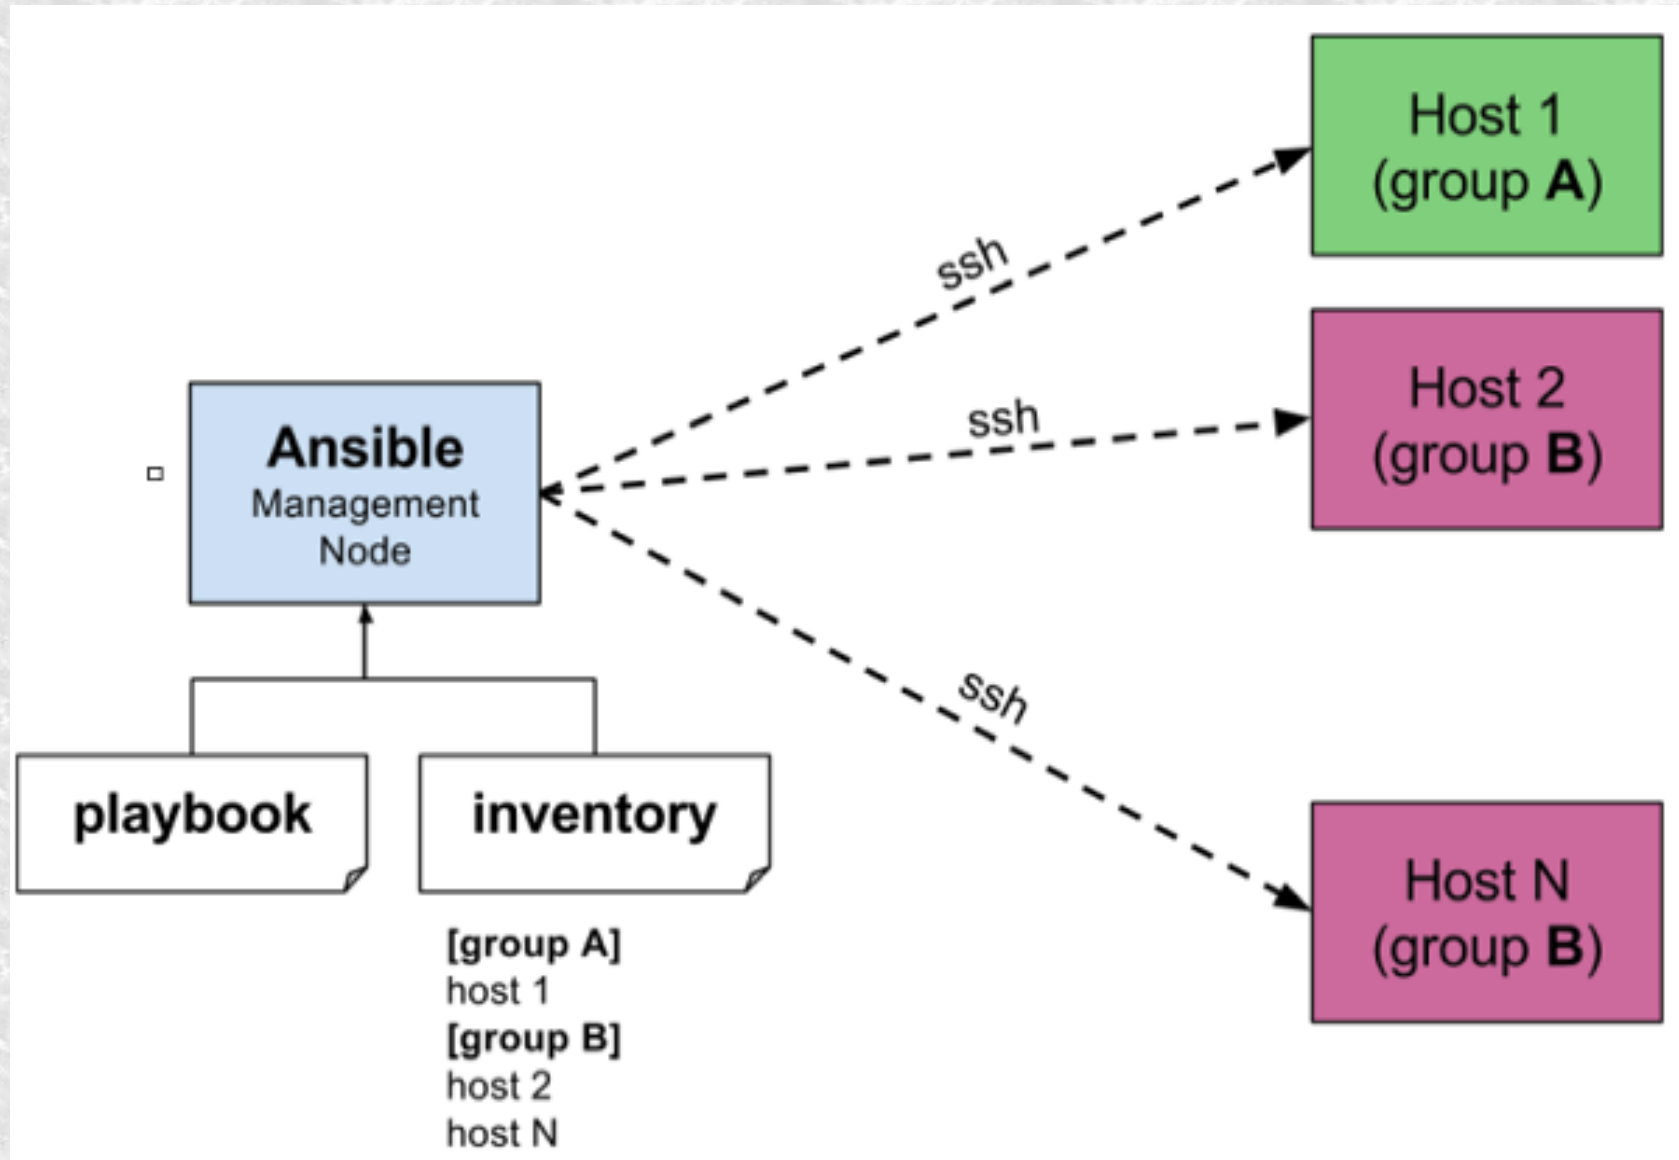 Ansible
Management
Node
playbook
inventory
[group A]
host 1
[group B]
host 2
host N
ssh
ssh
ssh
Host 1
(group A)
Host 2
(group B)
Host N
(group B)